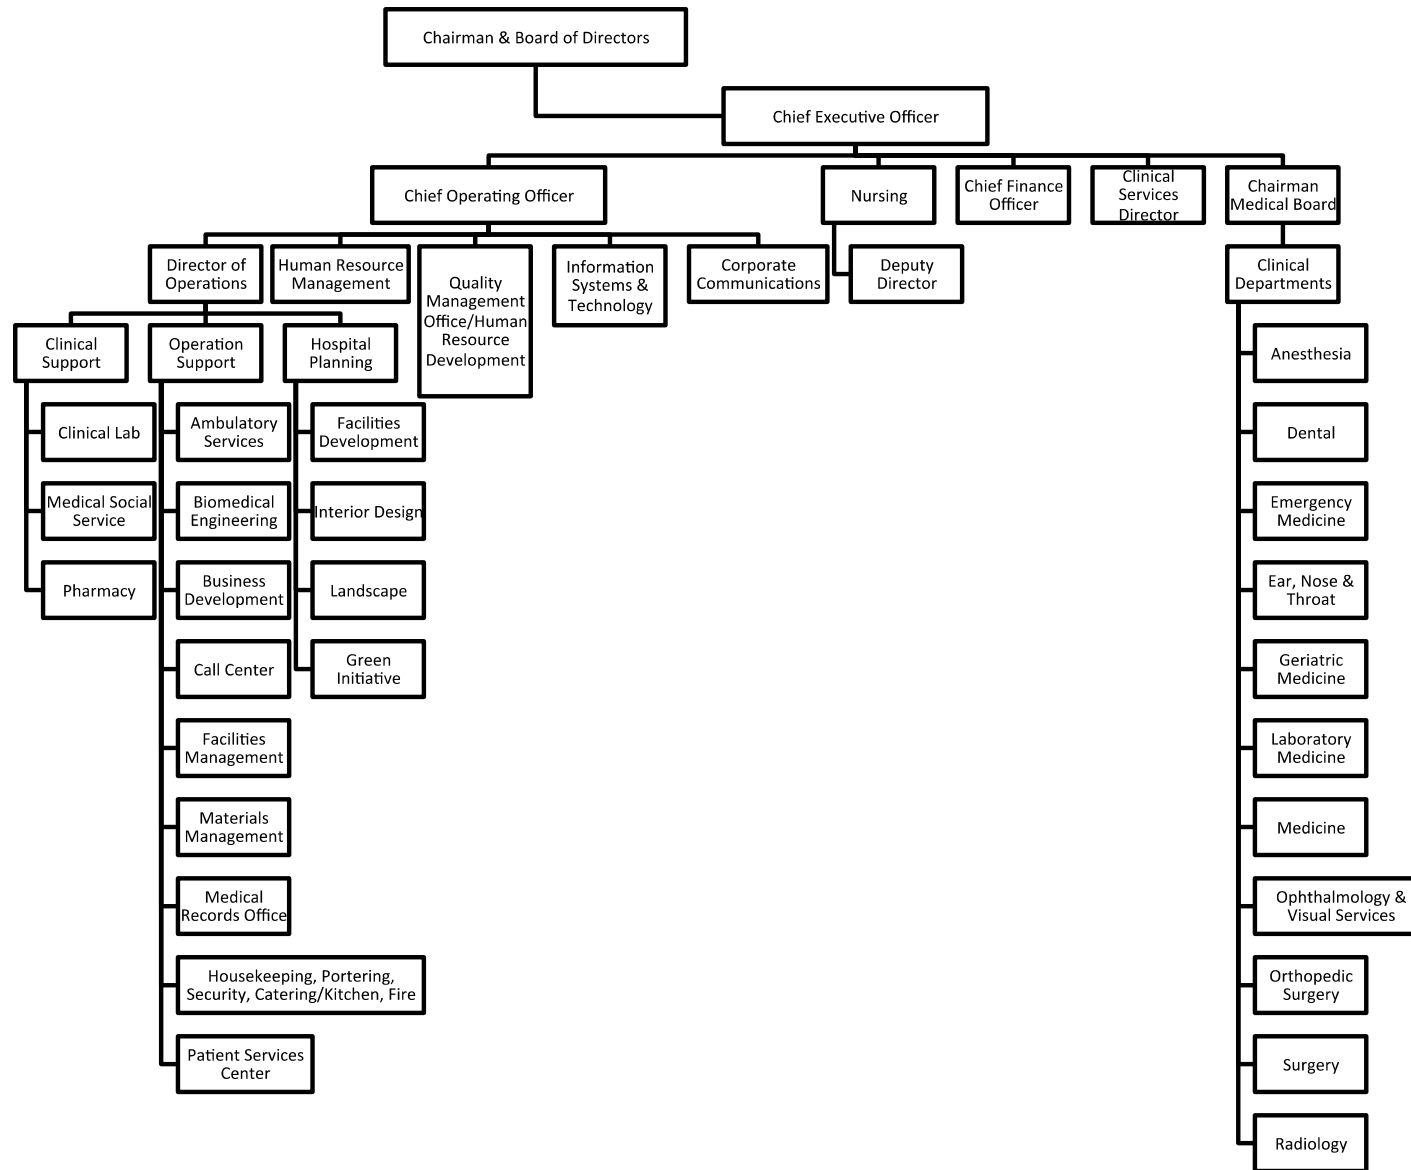 Chairman & Board of Directors
Chief Executive Officer
Chief Operating Officer
Nursing
Chief Finance
Officer
Clinical
Services
Director
Chairman
Medical Board
Director of
Operations
Human Resource
Management
Quality
Management
Office/Human
Resource
Development
Information
Systems &
Technology
Corporate
Communications
Deputy
Director
Clinical
Departments
Clinical
Support
Operation
Support
Hospital
Planning
Clinical Lab
Medical Social
Service
Pharmacy
Ambulatory
Services
Biomedical
Engineering
Business
Development
Call Center
Facilities
Management
Materials
Management
Medical
Records Office
Housekeeping, Portering,
Security, Catering/Kitchen, Fire
Patient Services
Center
Facilities
Development
Interior Design
Landscape
Green
Initiative
Anesthesia
Dental
Emergency
Medicine
Ear, Nose &
Throat
Geriatric
Medicine
Laboratory
Medicine
Medicine
Ophthalmology &
Visual Services
Orthopedic
Surgery
Surgery
Radiology